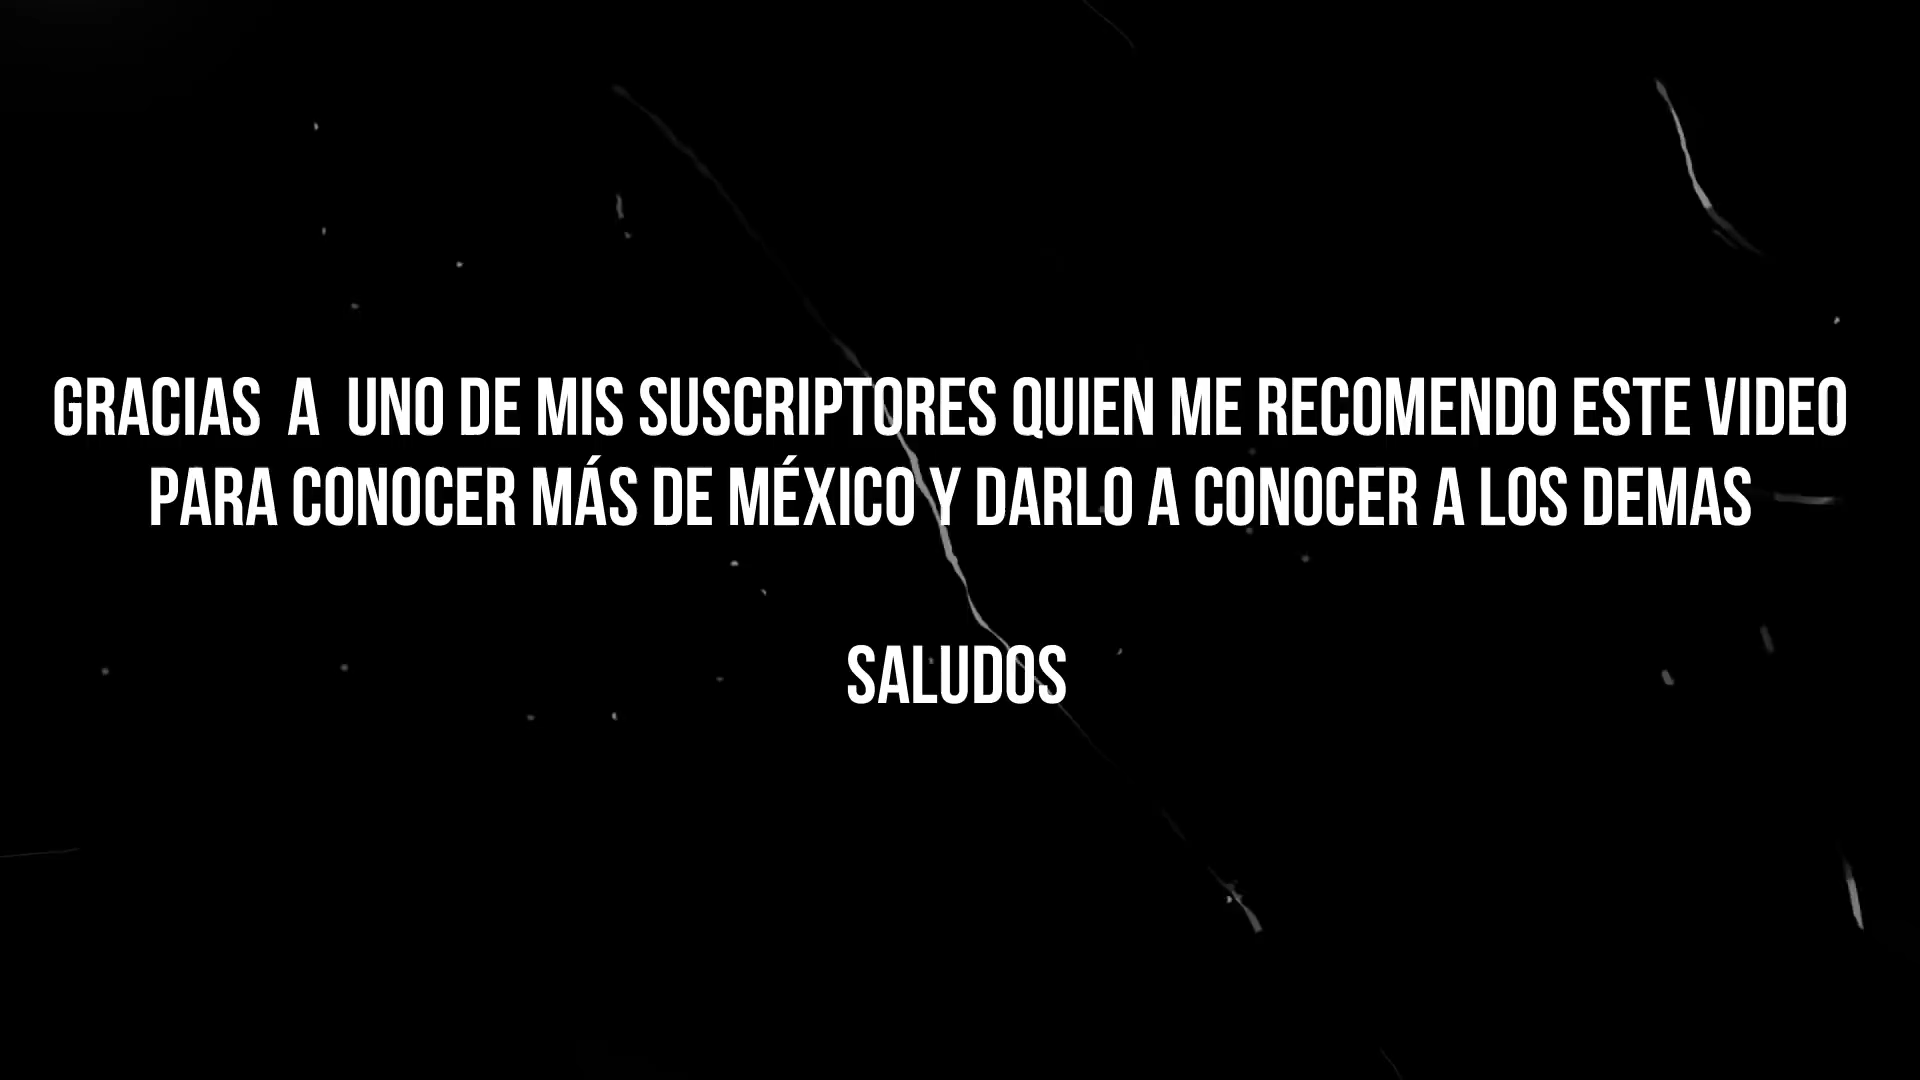 GRACIAS A UNO DE MIS SUSCRIPTORES QUIEN ME RECOMENDO ESTE VIDEO
PARA CONOCER MÁS DE MÉXICO Y DARLO A CONOCER A LOS DEMAS
SALUDOS